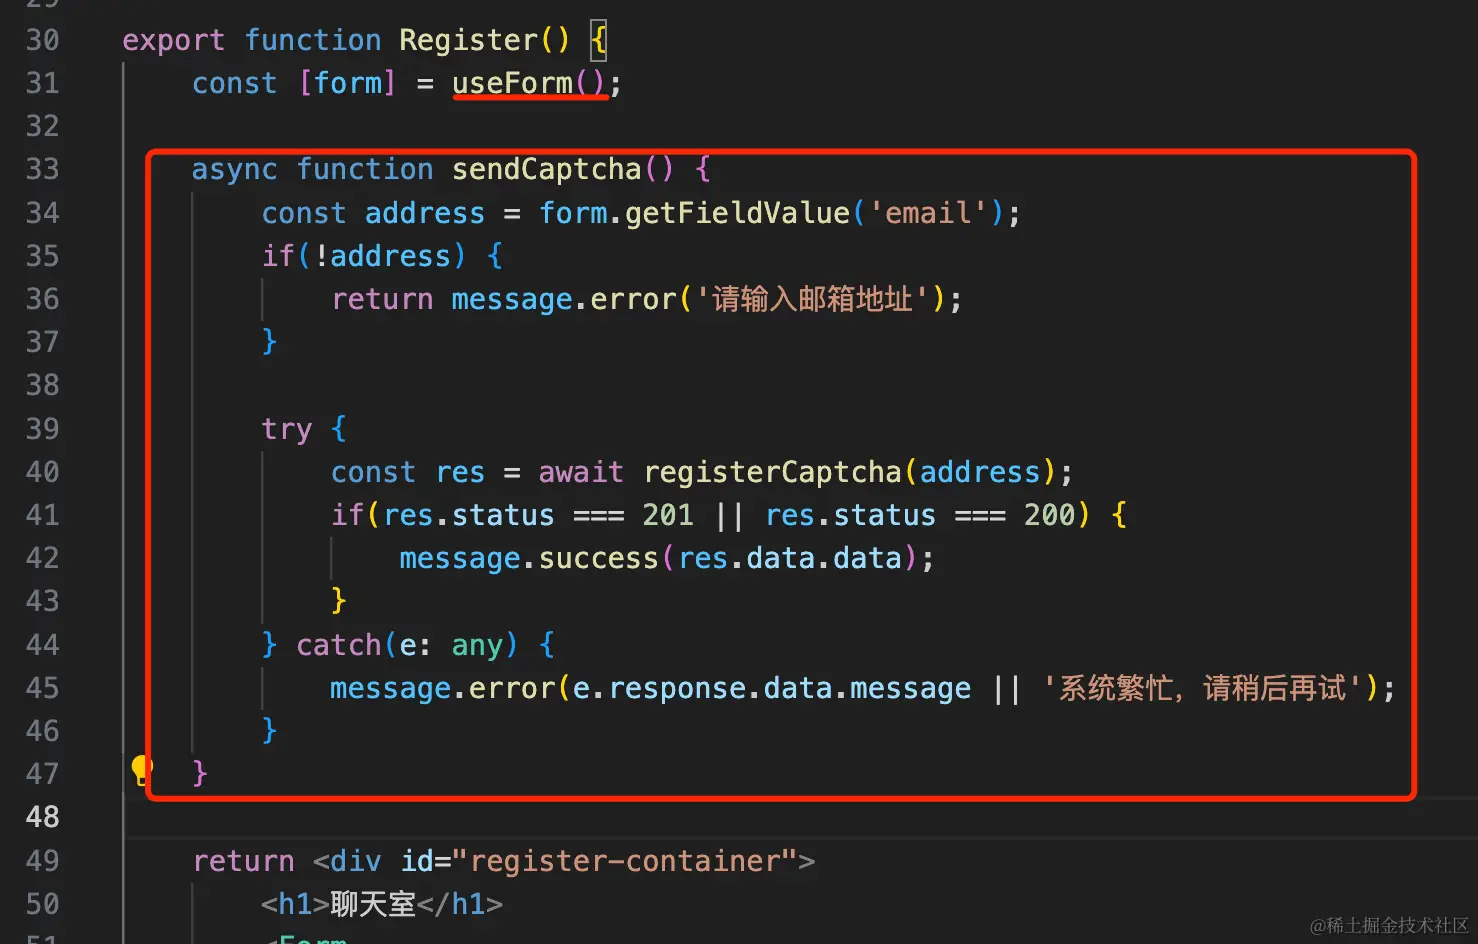 29
30 export function Register() {
31 const [form] = useForm();
32
33 async function sendCaptcha() {
34 const address = form.getFieldValue('email');
35 if(!address) {
36 return message.error('请输入邮箱地址');
37 }
38
39 try {
40 const res = await registerCaptcha(address);
41 if(res.status === 201 || res.status === 200) {
42 message.success(res.data.data);
43 }
44 } catch(e: any) {
45 message.error(e.response.data.message || '系统繁忙，请稍后再试');
46 }
47 }
48
49 return <div id="register-container">
50 <h1>聊天室</h1>
51 <Form
@稀土掘金技术社区